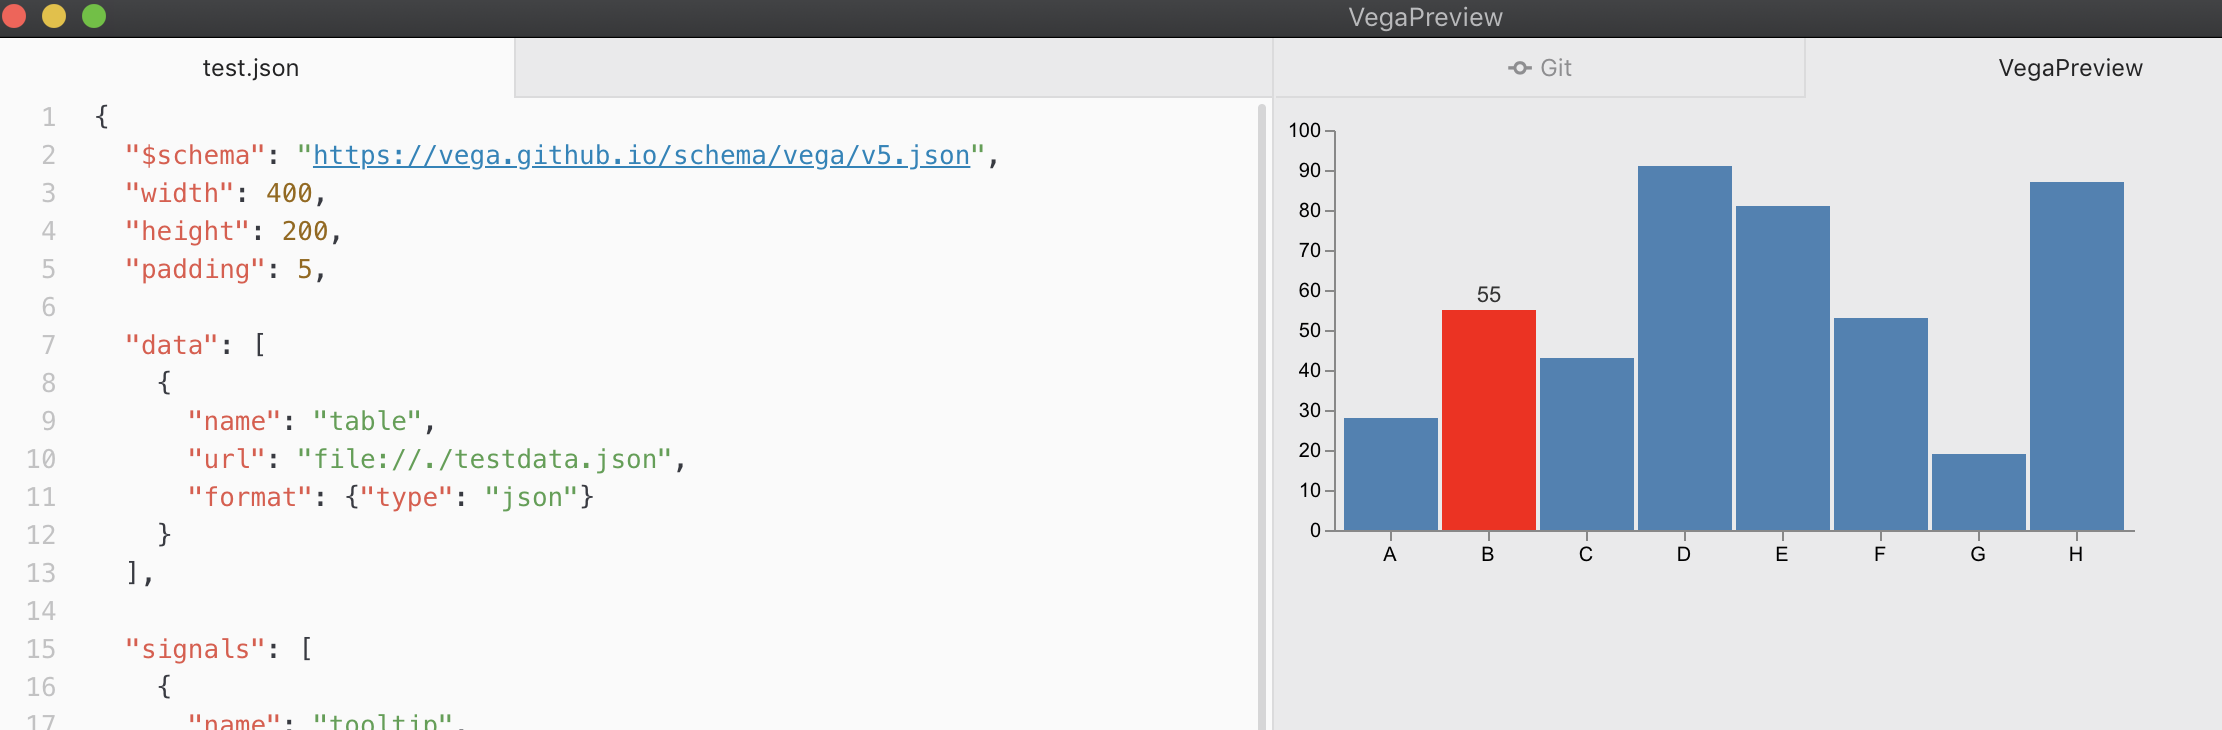 VegaPreview
test.json
Git
VegaPreview
1 {
2 "$schema": "https://vega.github.io/schema/vega/v5.json",
3 "width": 400,
4 "height": 200,
5 "padding": 5,
6
7 "data": [
8 {
9 "name": "table",
10 "url": "file://./testdata.json",
11 "format": {"type": "json"}
12 }
13 ],
14
15 "signals": [
16 {
17 "name": "tooltip",
100
90
80
70
60
50
40
30
20
10
0
55
A B C D E F G H